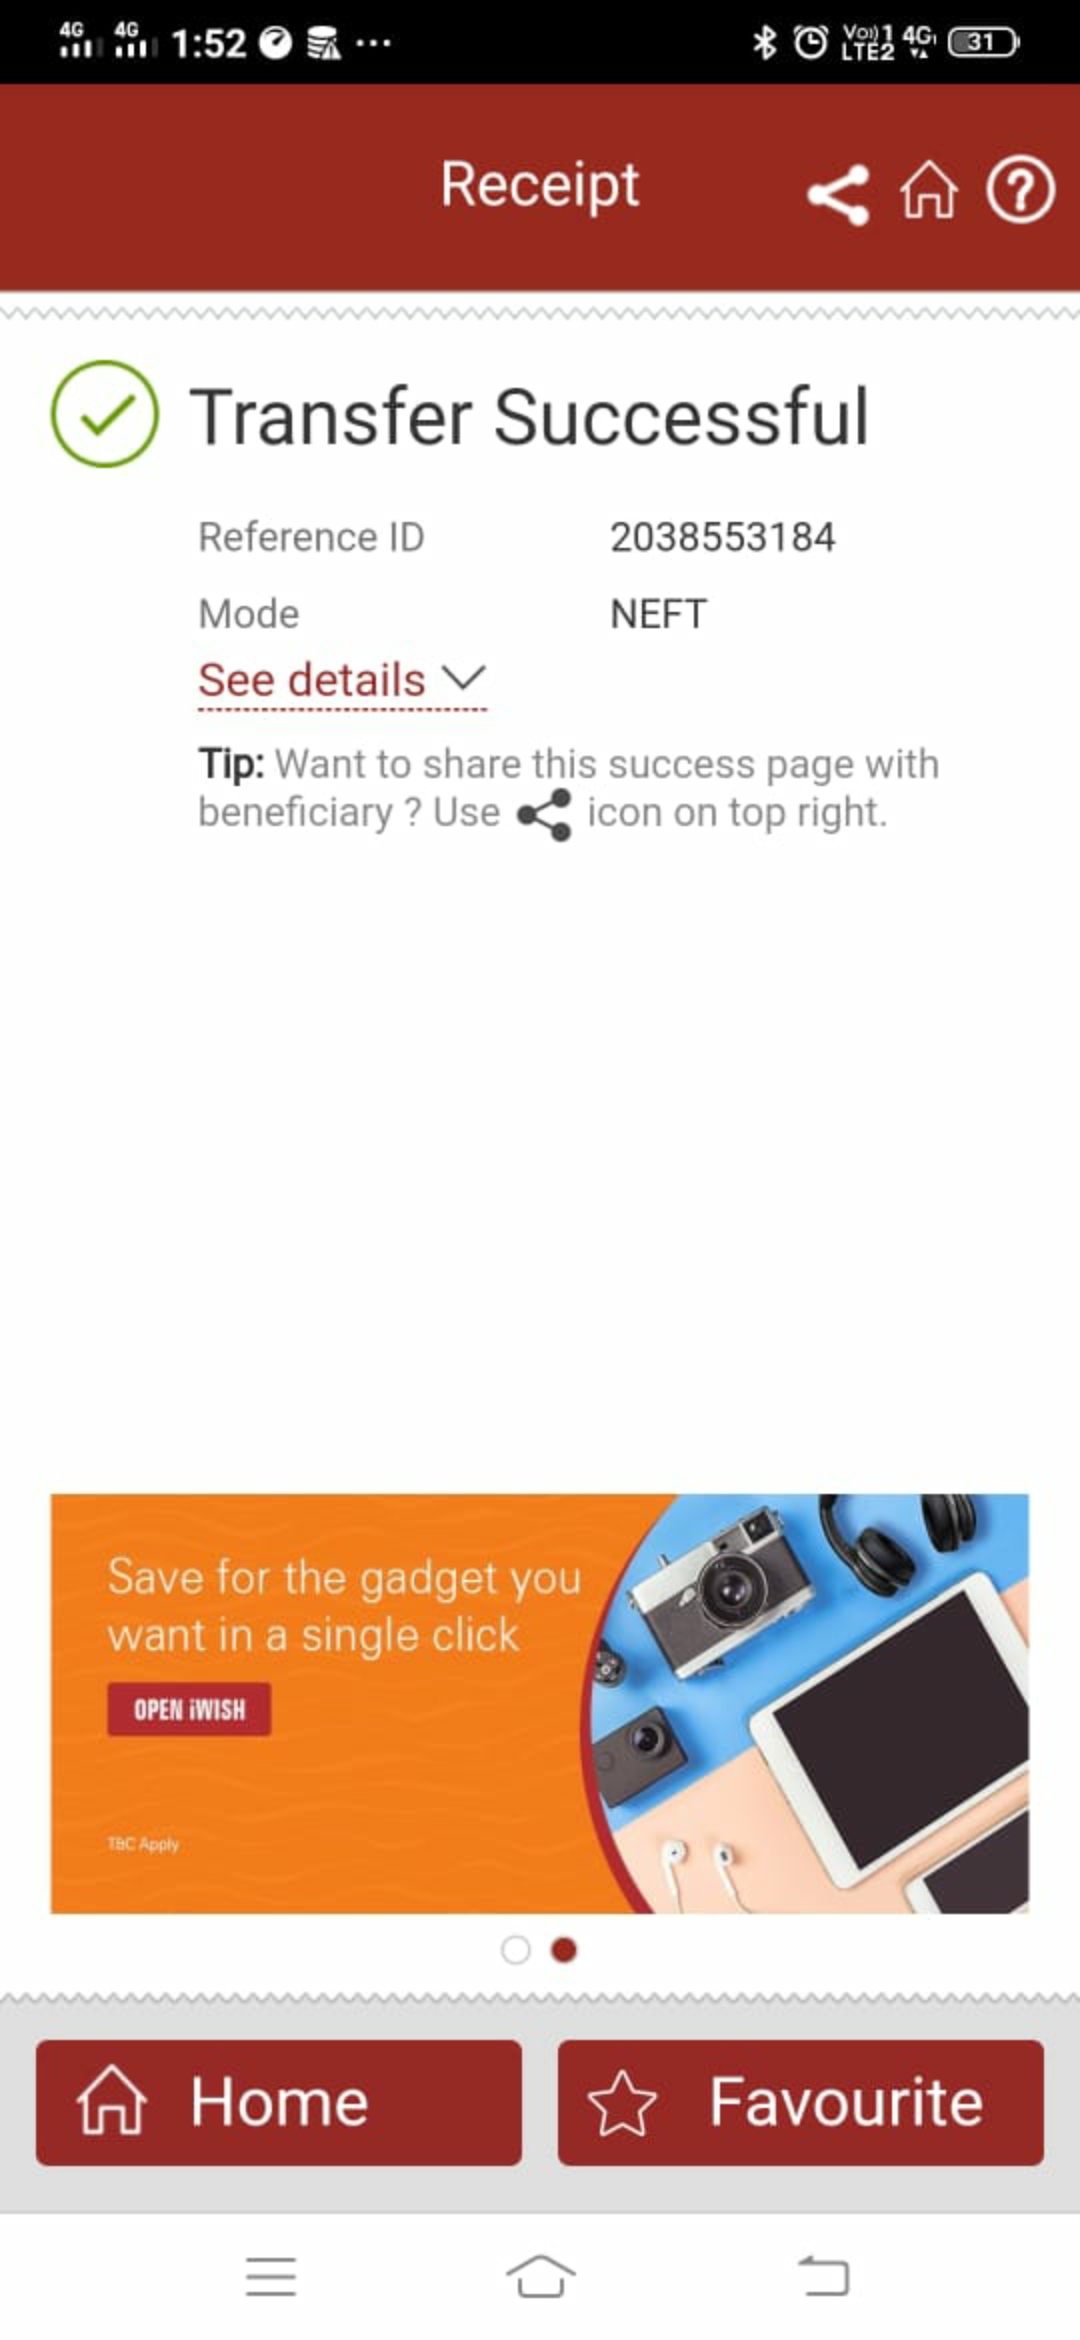 4G 4G 1:52 ... Vo)) 1 LTE2 4G 31
Receipt
Transfer Successful
Reference ID 2038553184
Mode NEFT
See details
Tip: Want to share this success page with
beneficiary ? Use icon on top right.
Save for the gadget you
want in a single click
OPEN iWISH
T&C Apply
Home Favourite